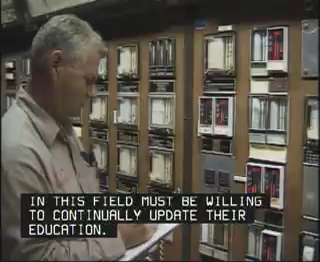 IN THIS FIELD MUST BE WILLING
TO CONTINUALLY UPDATE THEIR
EDUCATION.